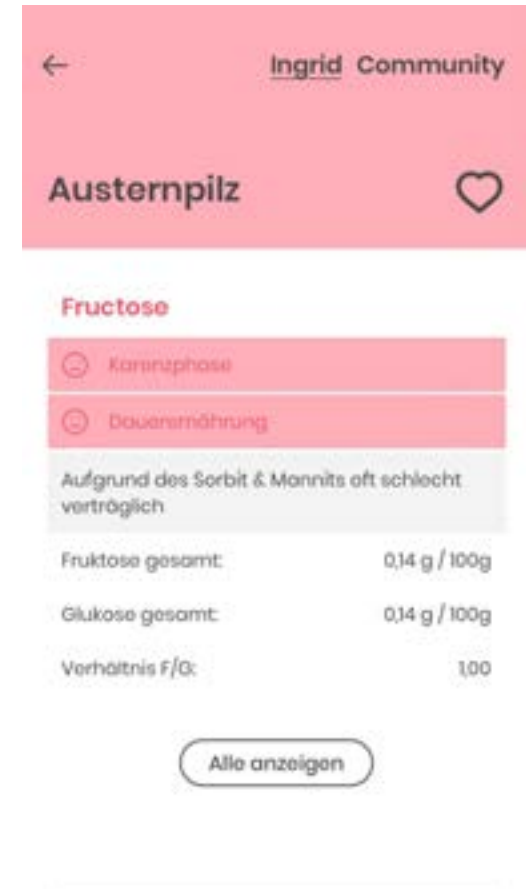 Ingrid Community
Austernpilz
Fructose
Karenzphase
Dauerernährung
Aufgrund des Sorbit & Mannits oft schlecht
verträglich
Fruktose gesamt: 0,14 g / 100g
Glukose gesamt: 0,14 g / 100g
Verhältnis F/G: 1,00
Alle anzeigen